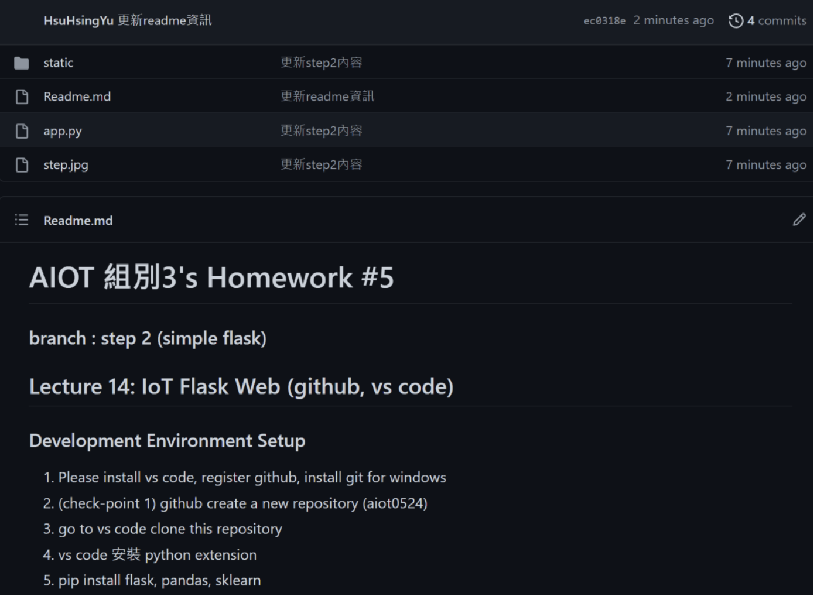 HsuHsingYu 更新readme資訊 ec0318e 2 minutes ago 4 commits
static 更新step2內容 7 minutes ago
Readme.md 更新readme資訊 2 minutes ago
app.py 更新step2內容 7 minutes ago
step.jpg 更新step2內容 7 minutes ago
Readme.md
AIOT 組別3's Homework #5
branch : step 2 (simple flask)
Lecture 14: IoT Flask Web (github, vs code)
Development Environment Setup
1. Please install vs code, register github, install git for windows
2. (check-point 1) github create a new repository (aiot0524)
3. go to vs code clone this repository
4. vs code 安裝 python extension
5. pip install flask, pandas, sklearn